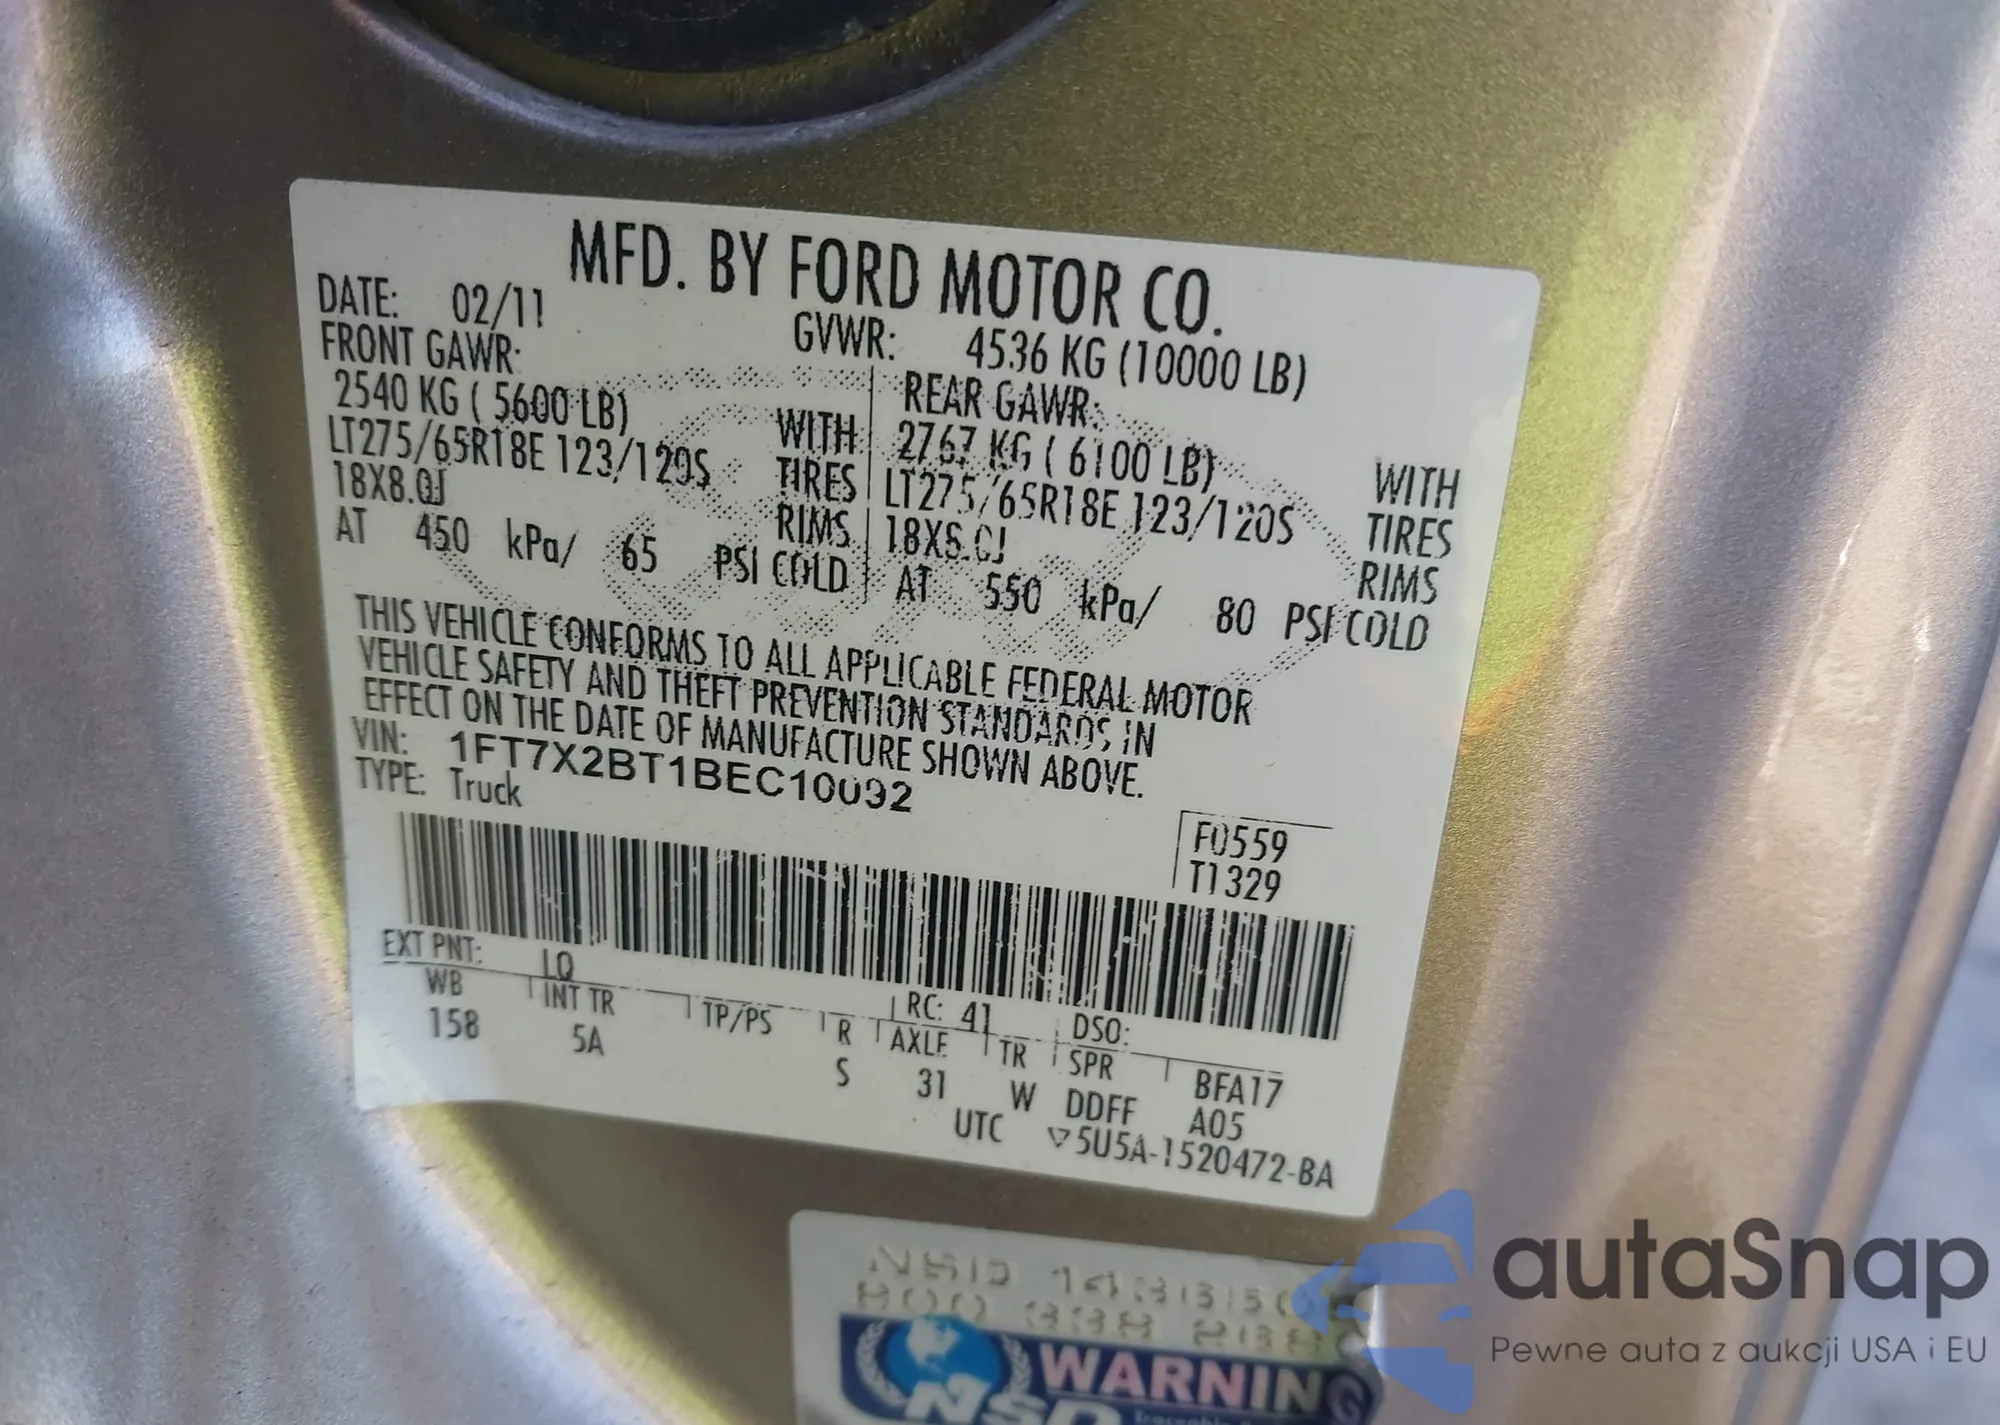 MFD. BY FORD MOTOR CO.
DATE: 02/11
GVWR: 4536 KG (10000 LB)
FRONT GAWR:
2540 KG ( 5600 LB)
WITH
LT275/65R18E 123/120S
TIRES
18X8.0J
RIMS
AT 450 kPa/ 65 PSI COLD
REAR GAWR:
2767 KG ( 6100 LB)
WITH
LT275/65R18E 123/120S
TIRES
18X8.0J
RIMS
AT 550 kPa/ 80 PSI COLD
THIS VEHICLE CONFORMS TO ALL APPLICABLE FEDERAL MOTOR
VEHICLE SAFETY AND THEFT PREVENTION STANDARDS IN
EFFECT ON THE DATE OF MANUFACTURE SHOWN ABOVE.
VIN: 1FT7X2BT1BEC10092
TYPE: Truck
F0559
T1329
EXT PNT: LQ
RC: 41
DSO:
WB
INT TR
TP/PS
R
AXLE
TR
SPR
BFA17
158
5A
S
31
W
DDFF
A05
UTC
▽5U5A-1520472-BA
NSD
WARNING
NSD
autaSnap
Pewne auta z aukcji USA i EU